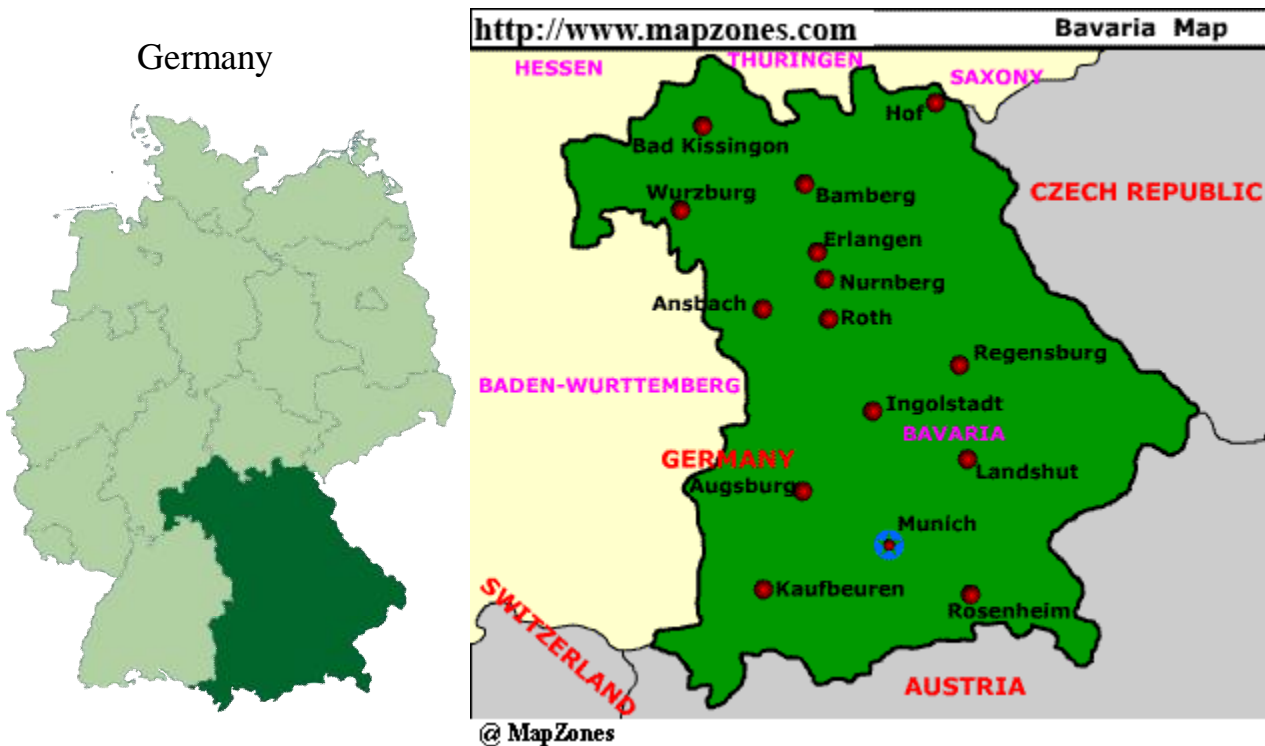 Germany
http://www.mapzones.com
Bavaria Map
HESSEN
THURINGEN
SAXONY
Hof
Bad Kissingon
CZECH REPUBLIC
Wurzburg
Bamberg
Erlangen
Nurnberg
Ansbach
Roth
Regensburg
BADEN-WURTTEMBERG
Ingolstadt
BAVARIA
GERMANY
Landshut
Augsburg
Munich
Kaufbeuren
Rosenheim
SWITZERLAND
AUSTRIA
@ MapZones